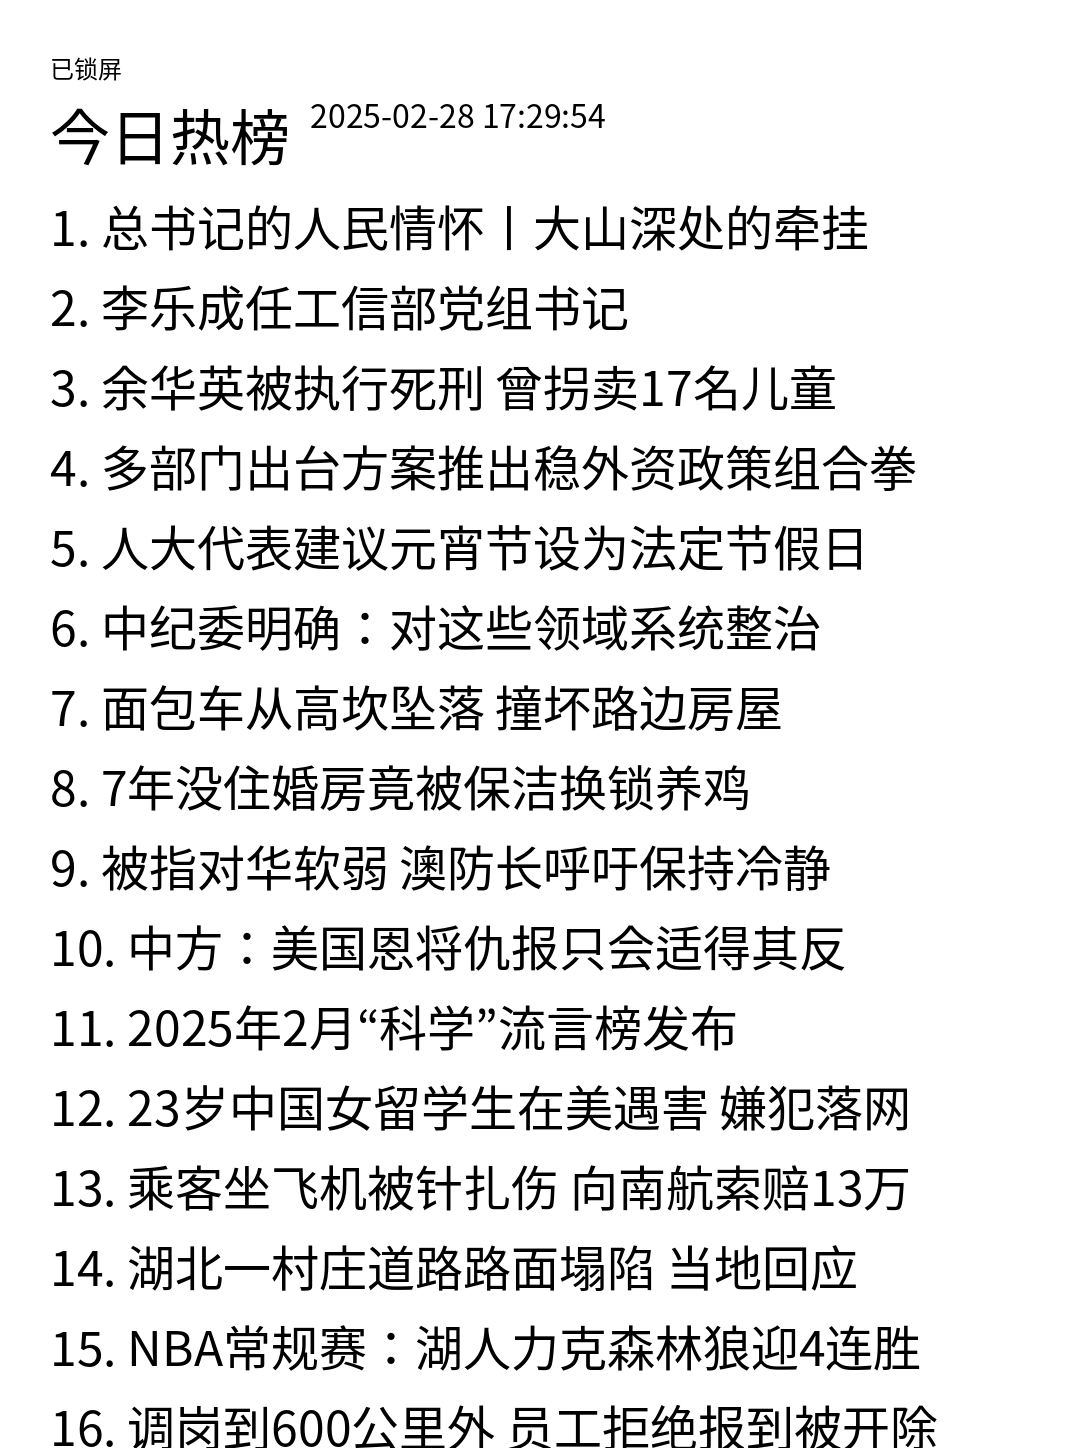 已锁屏
今日热榜 2025-02-28 17:29:54
1. 总书记的人民情怀丨大山深处的牵挂
2. 李乐成任工信部党组书记
3. 余华英被执行死刑 曾拐卖17名儿童
4. 多部门出台方案推出稳外资政策组合拳
5. 人大代表建议元宵节设为法定节假日
6. 中纪委明确：对这些领域系统整治
7. 面包车从高坎坠落 撞坏路边房屋
8. 7年没住婚房竟被保洁换锁养鸡
9. 被指对华软弱 澳防长呼吁保持冷静
10. 中方：美国恩将仇报只会适得其反
11. 2025年2月“科学”流言榜发布
12. 23岁中国女留学生在美遇害 嫌犯落网
13. 乘客坐飞机被针扎伤 向南航索赔13万
14. 湖北一村庄道路路面塌陷 当地回应
15. NBA常规赛：湖人力克森林狼迎4连胜
16. 调岗到600公里外 员工拒绝报到被开除